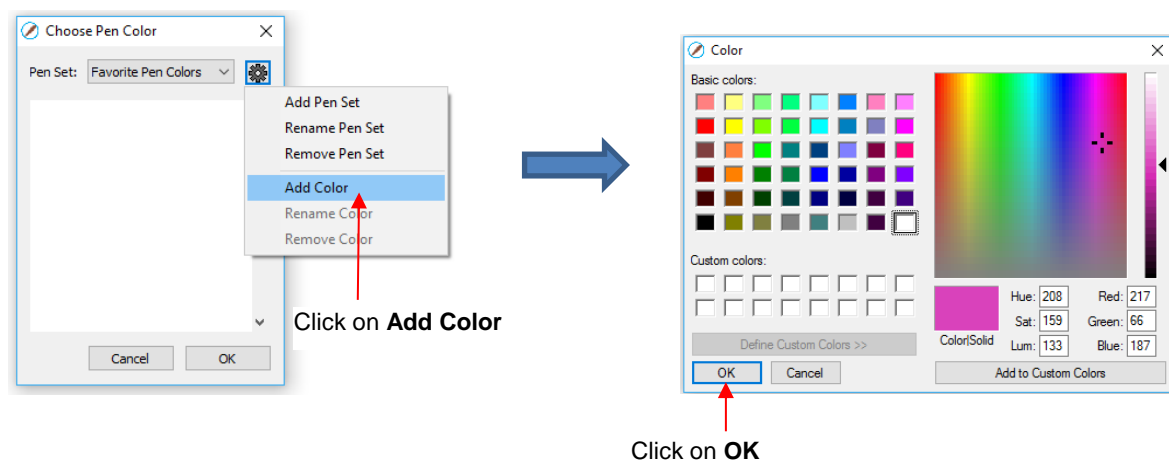 Choose Pen Color
Pen Set: Favorite Pen Colors
Add Pen Set
Rename Pen Set
Remove Pen Set
Add Color
Rename Color
Remove Color
Cancel OK
Click on Add Color
Color
Basic colors:
Custom colors:
Define Custom Colors >>
OK Cancel
Color|Solid
Hue: 208 Red: 217
Sat: 159 Green: 66
Lum: 133 Blue: 187
Add to Custom Colors
Click on OK